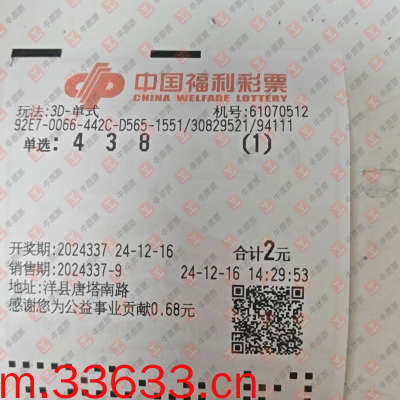 中国福利彩票
CHINA WELFARE LOTTERY
玩法:3D-单式 机号:61070512
92E7-0066-442C-D565-1551/30829521/94111
单选: 4 3 8 (1)
开奖期:2024337 24-12-16 合计2元
销售期:2024337-9 24-12-16 14:29:53
地址:洋县唐塔南路
感谢您为公益事业贡献0.68元
m.33633.cn